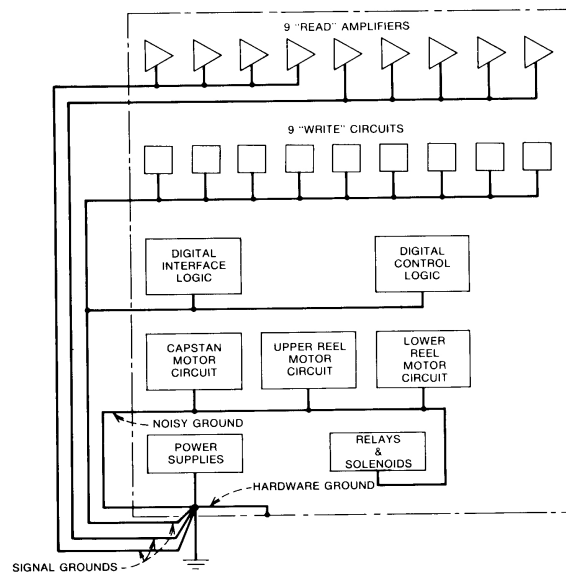 9 "READ" AMPLIFIERS
9 "WRITE" CIRCUITS
DIGITAL
INTERFACE
LOGIC
DIGITAL
CONTROL
LOGIC
CAPSTAN
MOTOR
CIRCUIT
UPPER REEL
MOTOR
CIRCUIT
LOWER
REEL
MOTOR
CIRCUIT
NOISY GROUND
POWER
SUPPLIES
RELAYS
&
SOLENOIDS
HARDWARE GROUND
SIGNAL GROUNDS